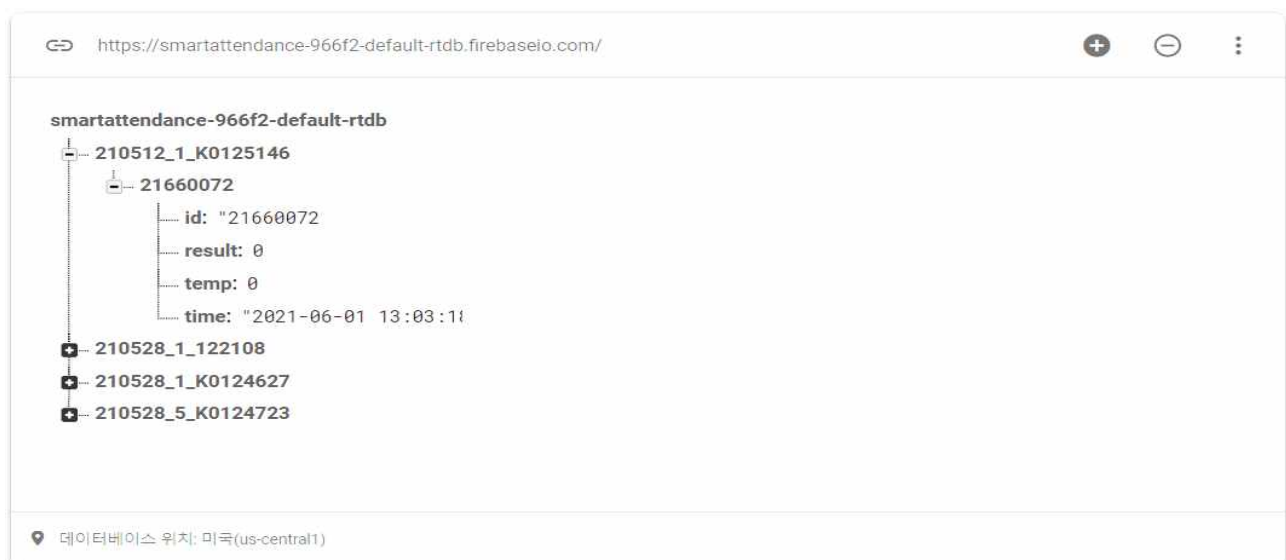 https://smartattendance-966f2-default-rtdb.firebaseio.com/
smartattendance-966f2-default-rtdb
210512_1_K0125146
21660072
id: "21660072
result: 0
temp: 0
time: "2021-06-01 13:03:18
210528_1_122108
210528_1_K0124627
210528_5_K0124723
데이터베이스 위치: 미국(us-central1)